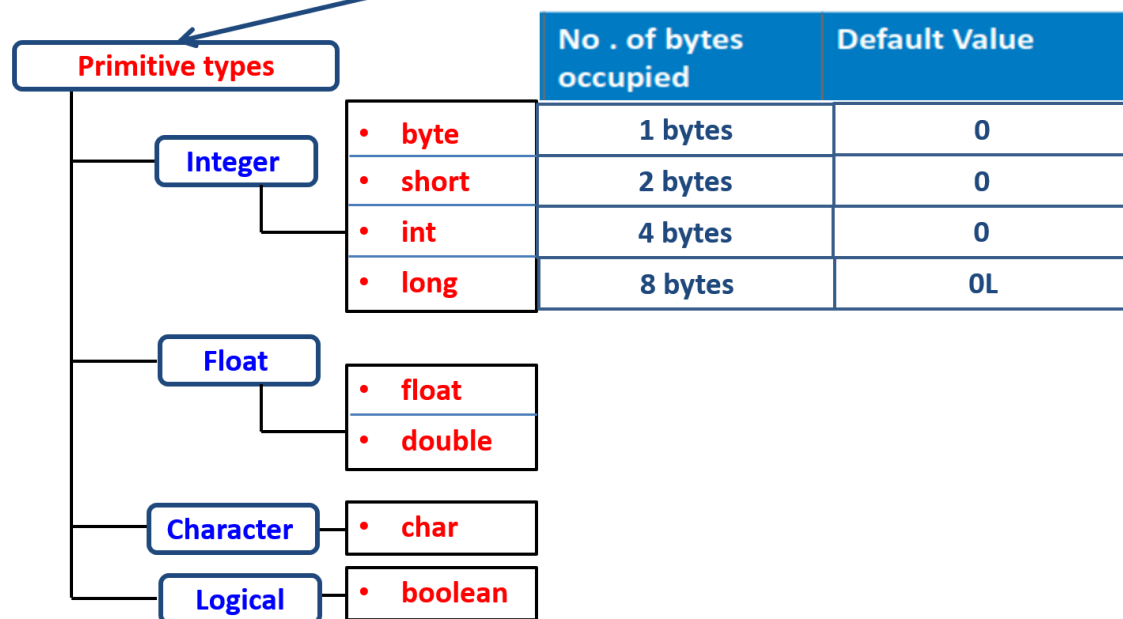 No . of bytes
occupied
Default Value
Primitive types
Integer
• byte
1 bytes
0
• short
2 bytes
0
• int
4 bytes
0
• long
8 bytes
0L
Float
• float
• double
Character
• char
Logical
• boolean